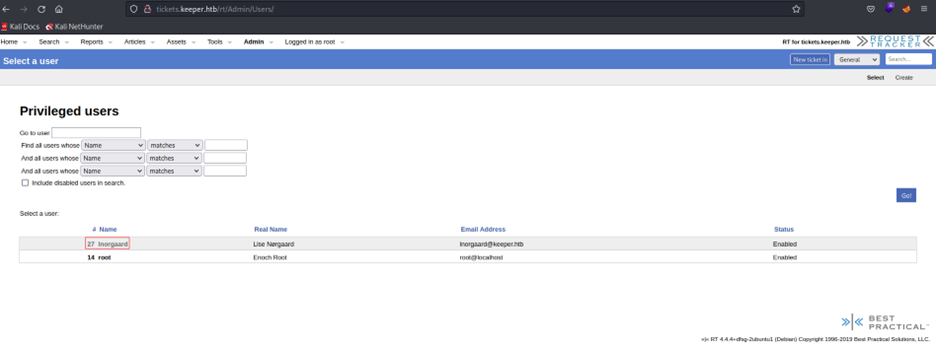 tickets.keeper.htb/rt/Admin/Users/
Kali Docs Kali NetHunter
Home Search Reports Articles Assets Tools Admin Logged in as root RT for tickets.keeper.htb REQUEST TRACKER
Select a user New ticket in General Search...
Select Create
Privileged users
Go to user
Find all users whose Name matches
And all users whose Name matches
And all users whose Name matches
Include disabled users in search.
Go!
Select a user:
# Name Real Name Email Address Status
27 lnorgaard Lise Nørgaard lnorgaard@keeper.htb Enabled
14 root Enoch Root root@localhost Enabled
BEST PRACTICAL™
»|« RT 4.4.4+dfsg-2ubuntu1 (Debian) Copyright 1996-2019 Best Practical Solutions, LLC.